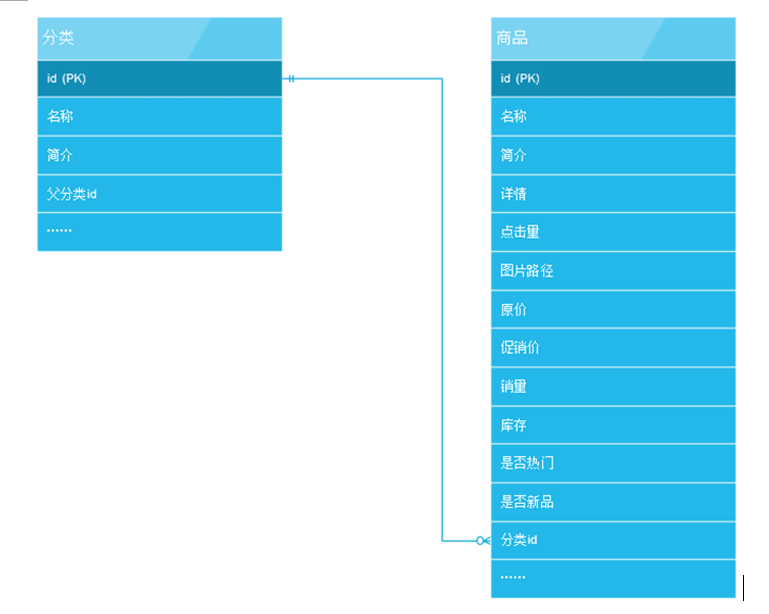 分类
id (PK)
名称
简介
父分类id
······
商品
id (PK)
名称
简介
详情
点击量
图片路径
原价
促销价
销量
库存
是否热门
是否新品
分类id
······